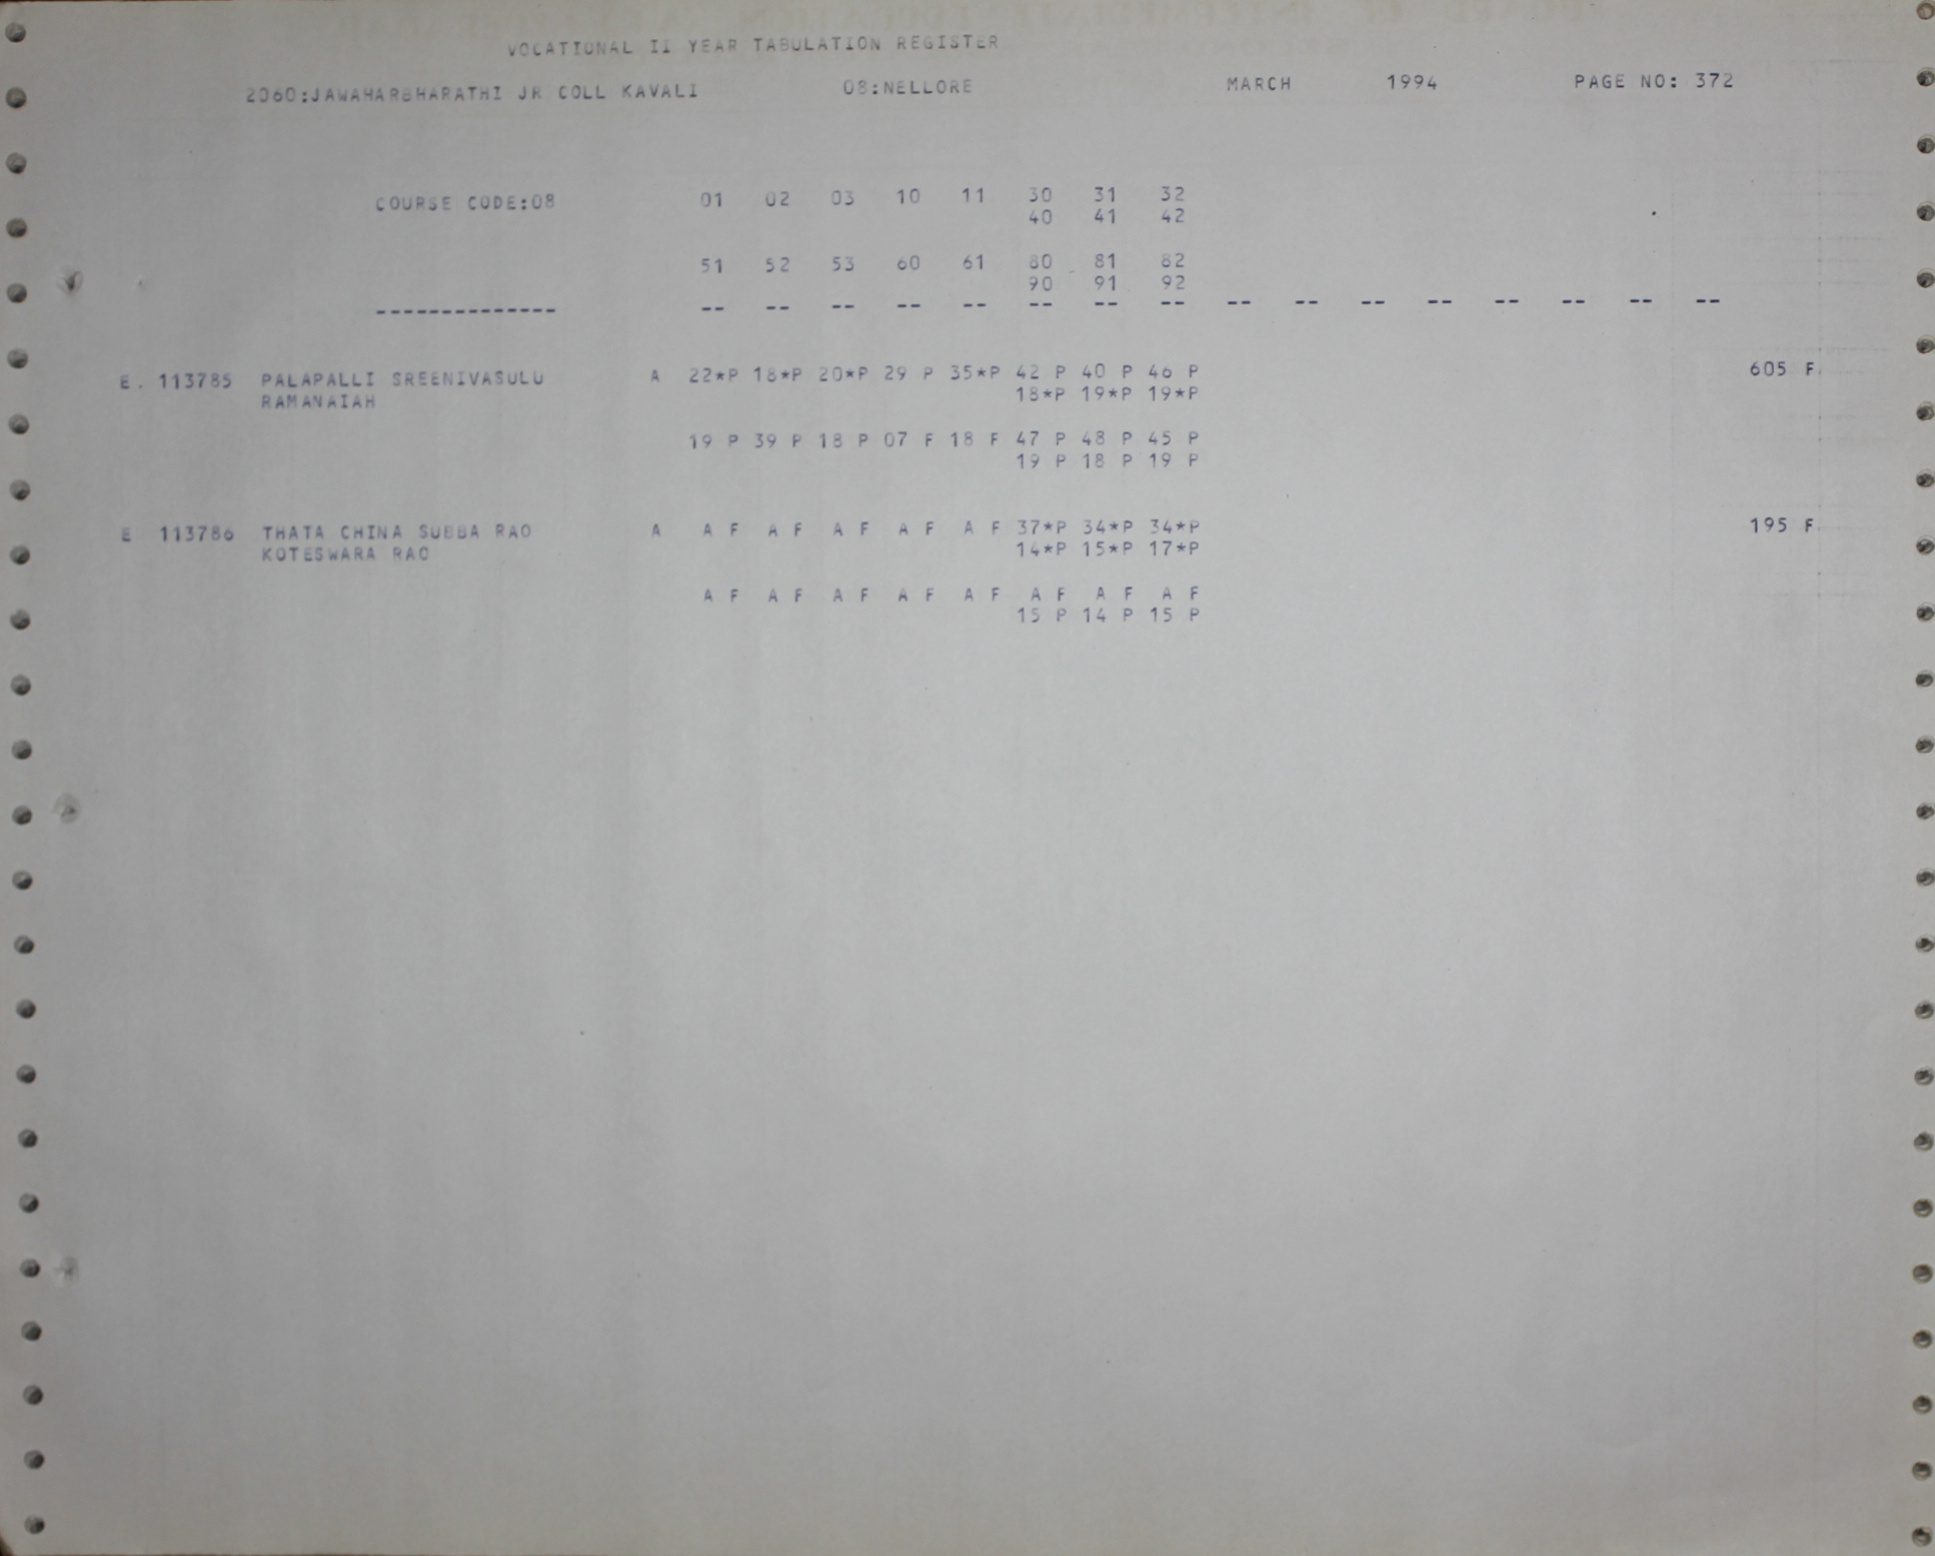 VOCATIONAL II YEAR TABULATION REGISTER
2060:JAWAHARBHARATHI JR COLL KAVALI 08:NELLORE MARCH 1994 PAGE NO: 372
COURSE CODE:08 01 02 03 10 11 30 31 32
40 41 42
51 52 53 60 61 80 81 82
90 91 92
-------------- -- -- -- -- -- -- -- -- -- -- -- -- -- -- -- --
E. 113785 PALAPALLI SREENIVASULU A 22*P 18*P 20*P 29 P 35*P 42 P 40 P 46 P 605 F
RAMANAIAH 18*P 19*P 19*P
19 P 39 P 18 P 07 F 18 F 47 P 48 P 45 P
19 P 18 P 19 P
E 113786 THATA CHINA SUBBA RAO A A F A F A F A F A F 37*P 34*P 34*P 195 F
KOTESWARA RAO 14*P 15*P 17*P
A F A F A F A F A F A F A F A F
15 P 14 P 15 P